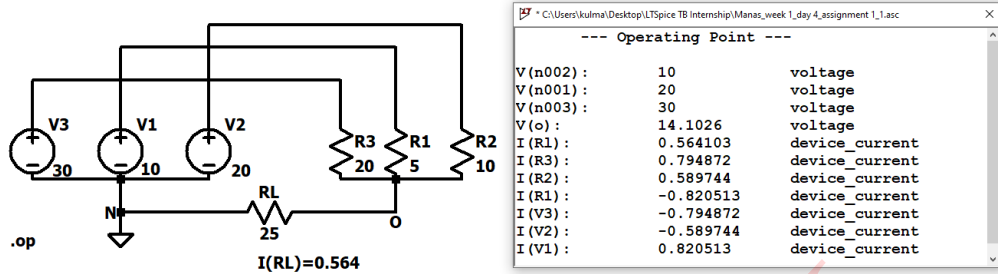 V3
V1
V2
30
10
20
R3
R1
R2
20
5
10
RL
25
N
O
.op
I(RL)=0.564
* C:\Users\kulma\Desktop\LTSpice TB Internship\Manas_week 1_day 4_assignment 1_1.asc
--- Operating Point ---
V(n002): 10 voltage
V(n001): 20 voltage
V(n003): 30 voltage
V(o): 14.1026 voltage
I(Rl): 0.564103 device_current
I(R3): 0.794872 device_current
I(R2): 0.589744 device_current
I(R1): -0.820513 device_current
I(V3): -0.794872 device_current
I(V2): -0.589744 device_current
I(V1): 0.820513 device_current